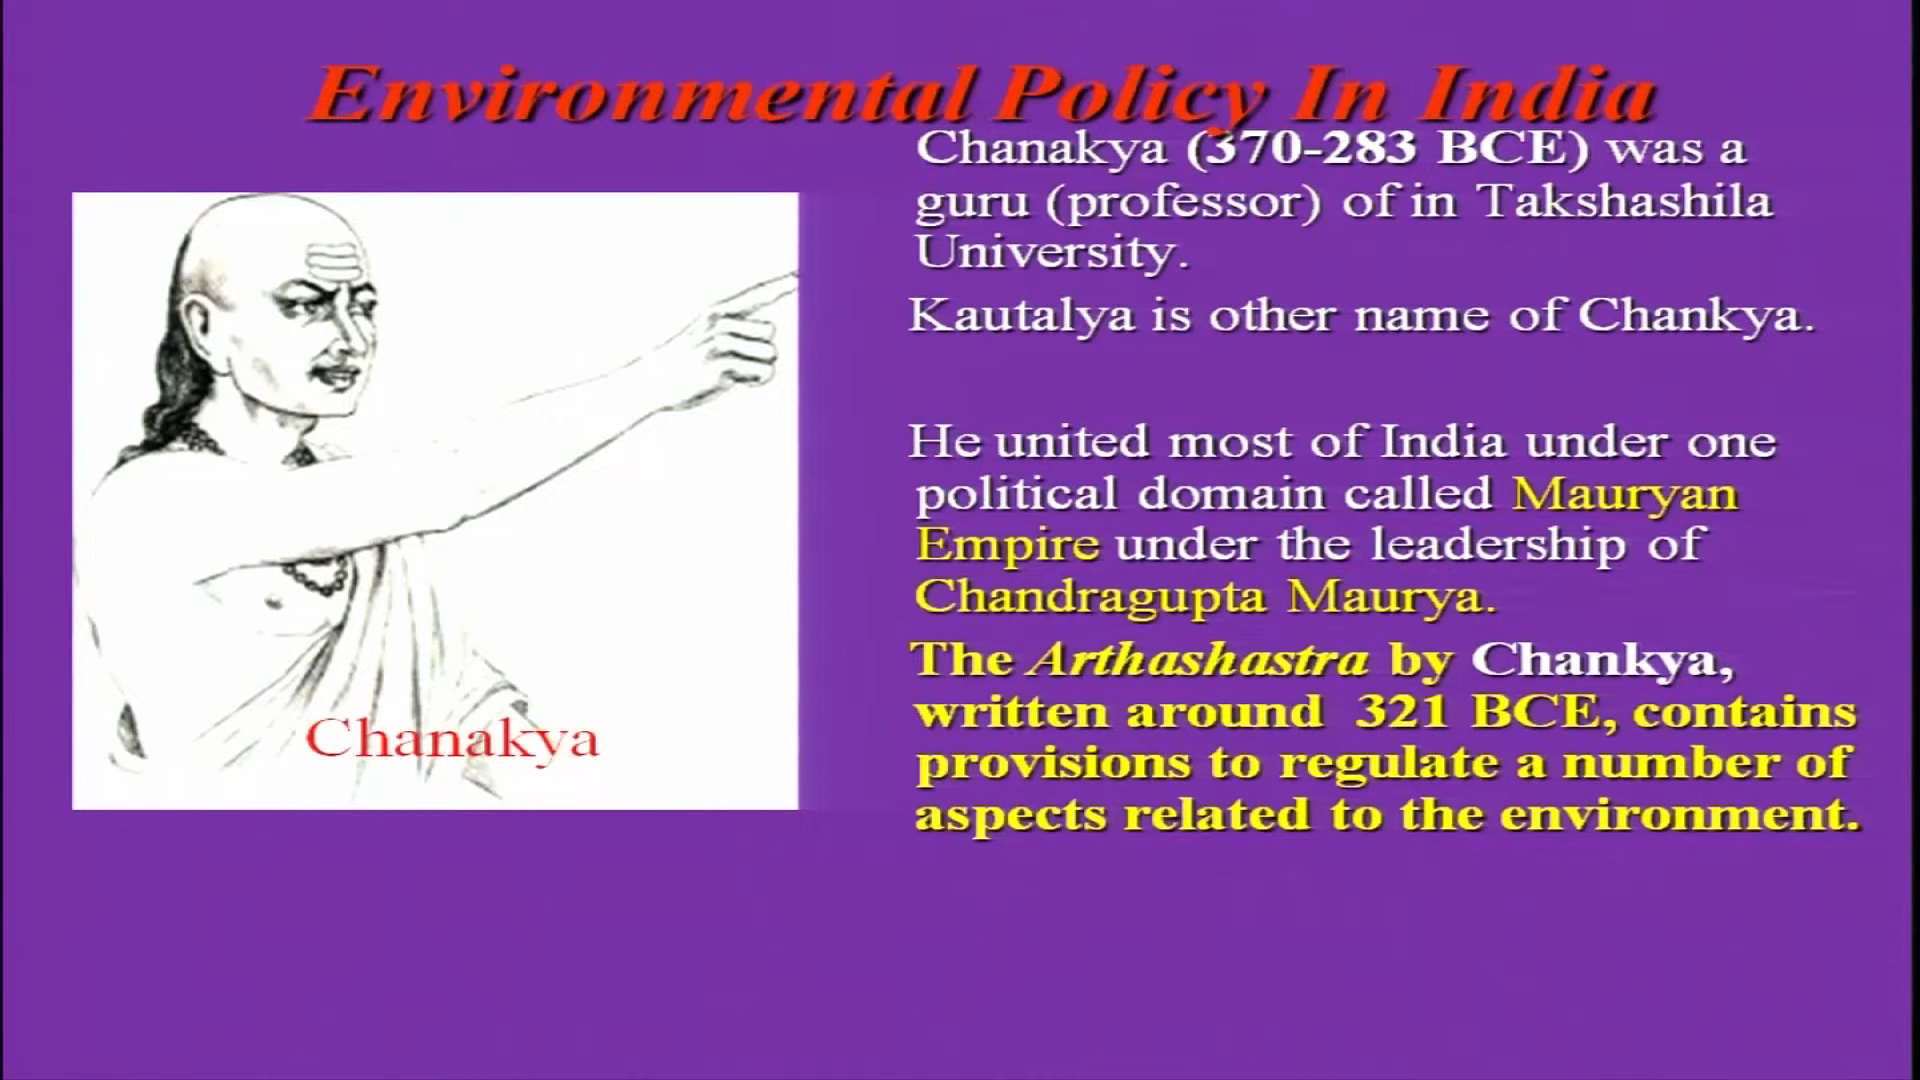 Environmental Policy In India
Chanakya (370-283 BCE) was a
guru (professor) of in Takshashila
University.
Kautalya is other name of Chankya.
He united most of India under one
political domain called Mauryan
Empire under the leadership of
Chandragupta Maurya.
The Arthashastra by Chankya,
written around 321 BCE, contains
provisions to regulate a number of
aspects related to the environment.
Chanakya